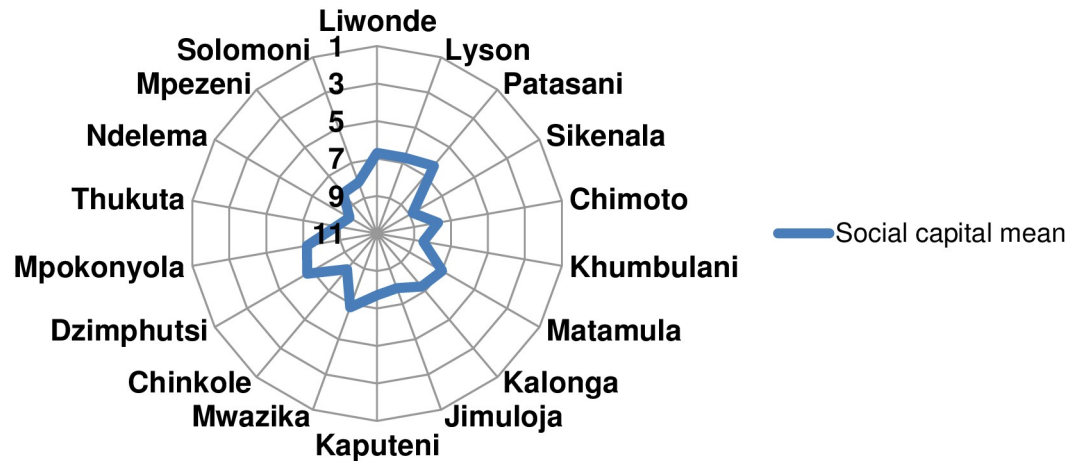 Liwonde
Solomoni
1
Lyson
Mpezeni
3
Patasani
Ndelema
5
Sikenala
7
Thukuta
9
Chimoto
11
Social capital mean
Mpokonyola
Khumbulani
Dzimphutsi
Matamula
Chinkole
Kalonga
Mwazika
Jimuloja
Kaputeni